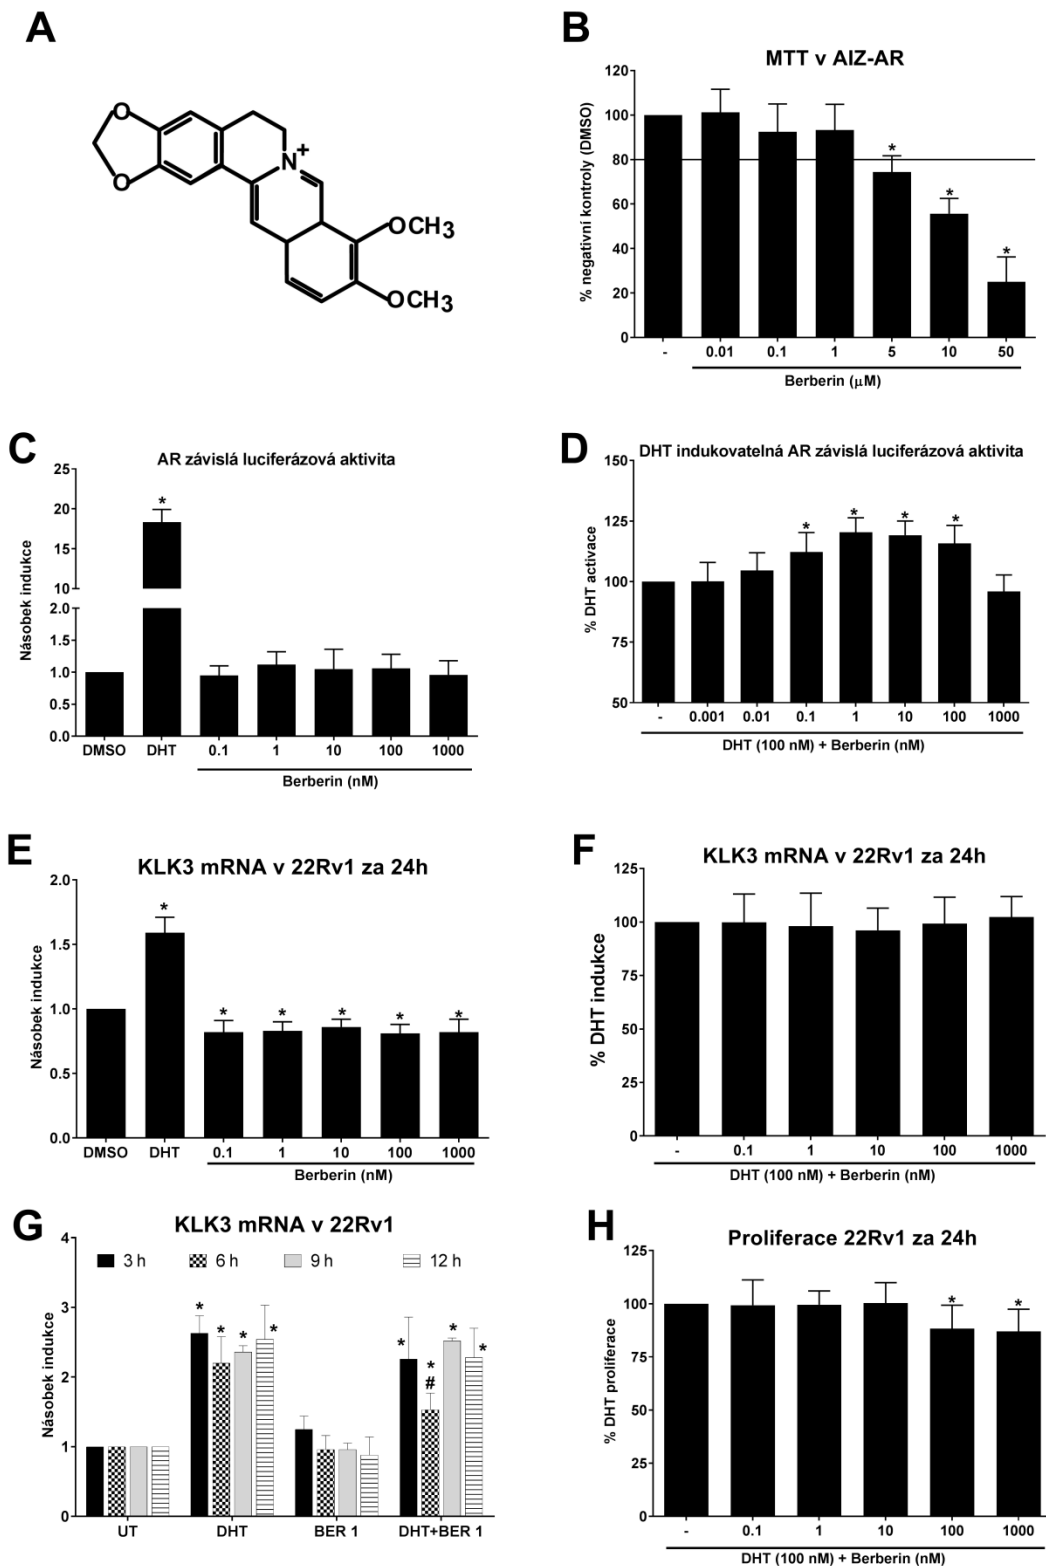 A
O
O
N
+
OCH3
OCH3
B
MTT v AIZ-AR
% negativní kontroly (DMSO)
120
100
80
60
40
20
0
* * *
- 0.01 0.1 1 5 10 50
Berberin (µM)
C
AR závislá luciferázová aktivita
Násobek indukce
25
20
15
10
2.0
1.5
1.0
0.5
0.0
*
DMSO DHT 0.1 1 10 100 1000
Berberin (nM)
D
DHT indukovatelná AR závislá luciferázová aktivita
% DHT activace
150
125
100
75
50
* * * *
- 0.001 0.01 0.1 1 10 100 1000
DHT (100 nM) + Berberin (nM)
E
KLK3 mRNA v 22Rv1 za 24h
Násobek indukce
2.0
1.5
1.0
0.5
0.0
* * * * * *
DMSO DHT 0.1 1 10 100 1000
Berberin (nM)
F
KLK3 mRNA v 22Rv1 za 24h
% DHT indukce
125
100
75
50
25
0
- 0.1 1 10 100 1000
DHT (100 nM) + Berberin (nM)
G
KLK3 mRNA v 22Rv1
3 h 6 h 9 h 12 h
Násobek indukce
4
3
2
1
0
* * * * * * * *
#
UT DHT BER 1 DHT+BER 1
H
Proliferace 22Rv1 za 24h
% DHT proliferace
125
100
75
50
25
0
* *
- 0.1 1 10 100 1000
DHT (100 nM) + Berberin (nM)